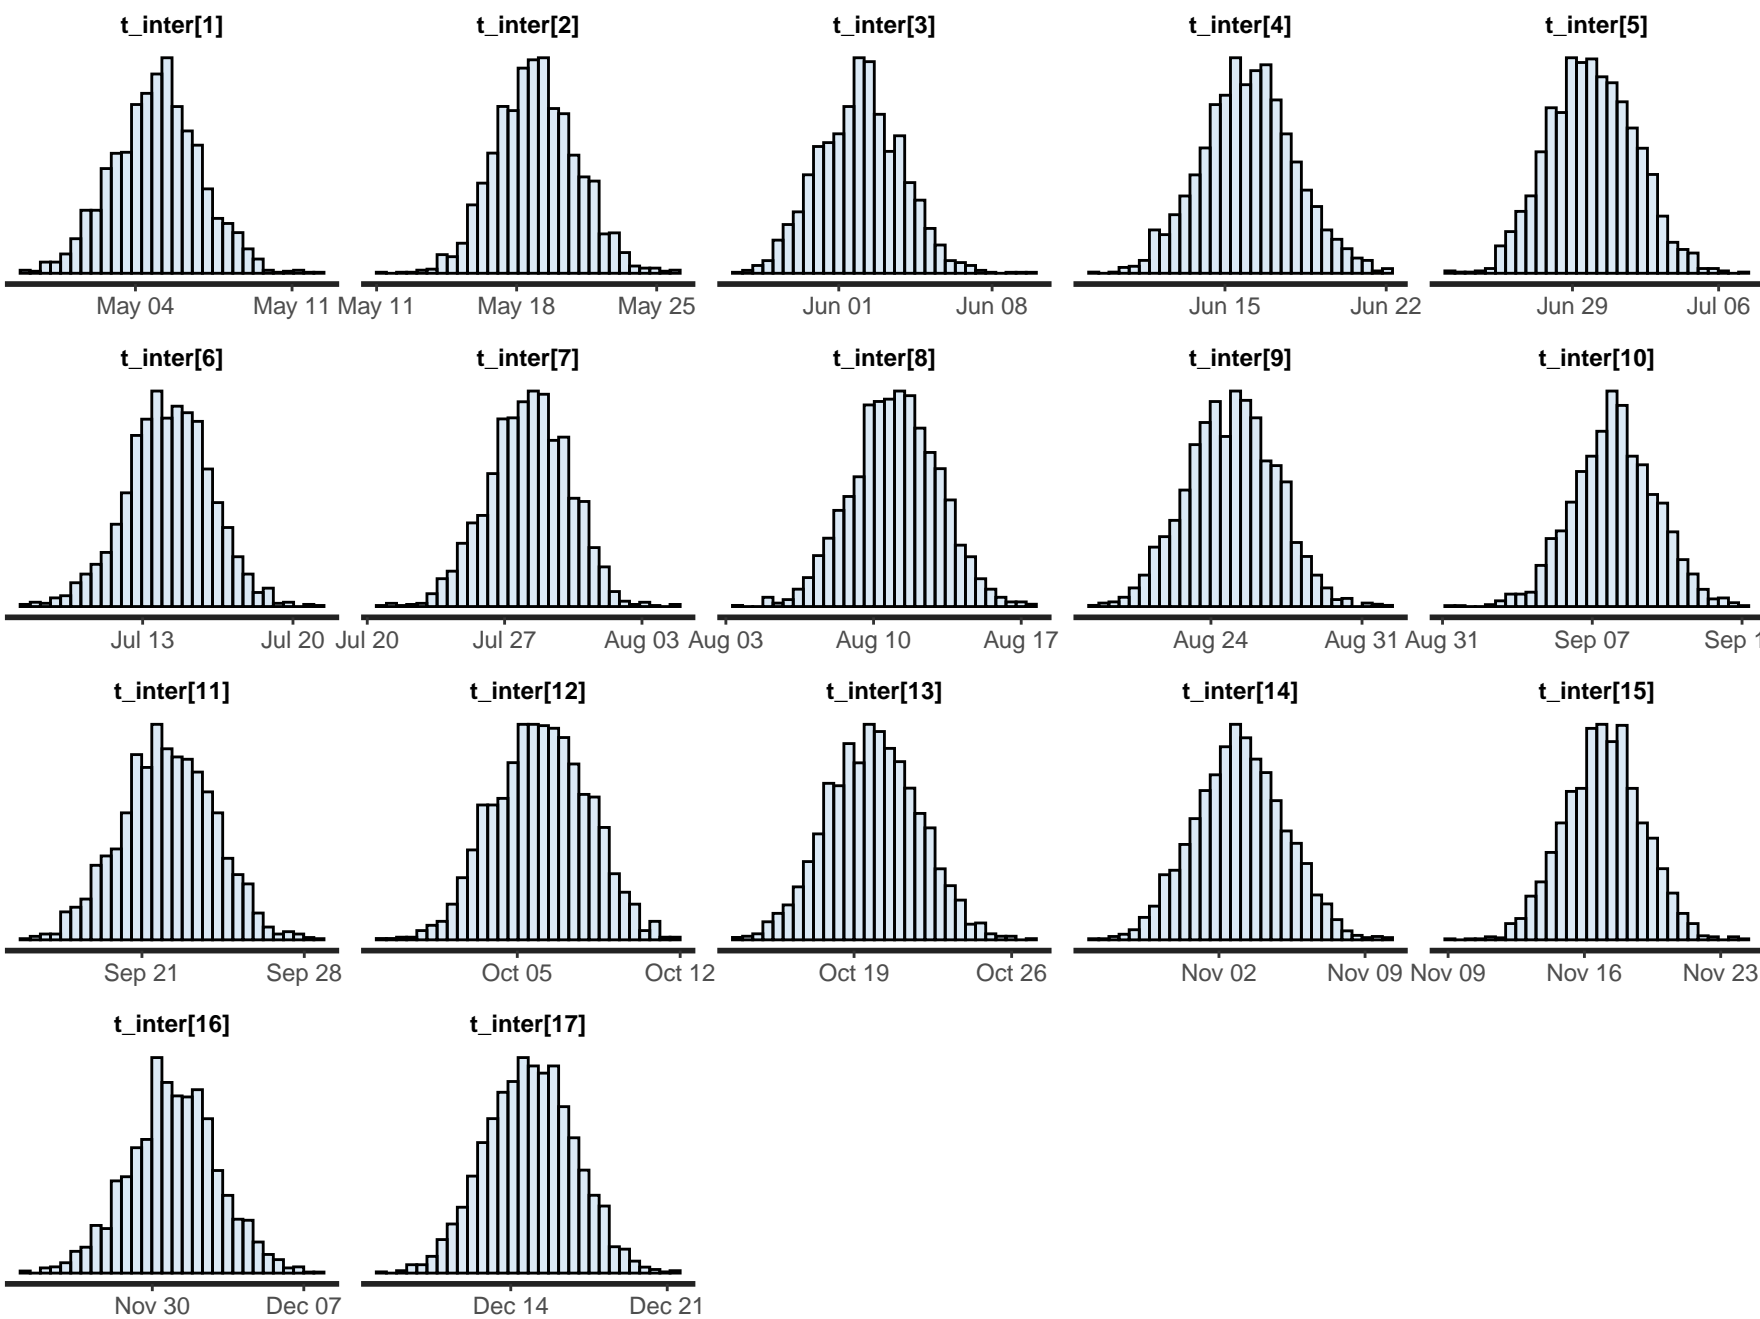 t_inter[1] t_inter[2] t_inter[3] t_inter[4] t_inter[5]
May 04 May 11 May 11 May 18 May 25 Jun 01 Jun 08 Jun 15 Jun 22 Jun 29 Jul 06
t_inter[6] t_inter[7] t_inter[8] t_inter[9] t_inter[10]
Jul 13 Jul 20 Jul 20 Jul 27 Aug 03 Aug 03 Aug 10 Aug 17 Aug 24 Aug 31 Aug 31 Sep 07 Sep 1
t_inter[11] t_inter[12] t_inter[13] t_inter[14] t_inter[15]
Sep 21 Sep 28 Oct 05 Oct 12 Oct 19 Oct 26 Nov 02 Nov 09 Nov 09 Nov 16 Nov 23
t_inter[16] t_inter[17]
Nov 30 Dec 07 Dec 14 Dec 21